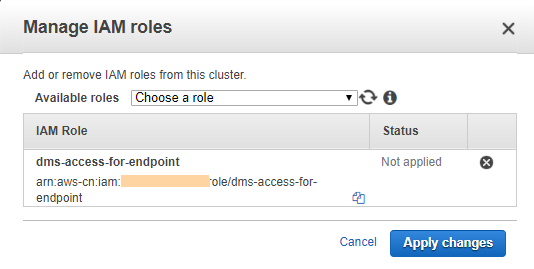 Manage IAM roles
Add or remove IAM roles from this cluster.
Available roles Choose a role
IAM Role Status
dms-access-for-endpoint Not applied
arn:aws-cn:iam: role/dms-access-for-
endpoint
Cancel Apply changes